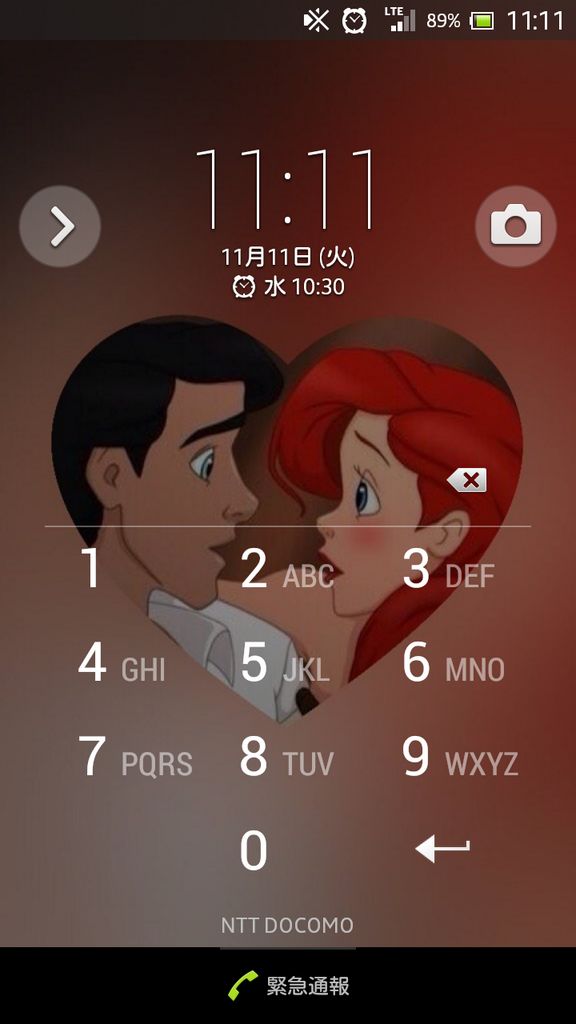 LTE 89% 11:11
11:11
11月11日 (火)
水 10:30
1 2 ABC 3 DEF
4 GHI 5 JKL 6 MNO
7 PQRS 8 TUV 9 WXYZ
0
NTT DOCOMO
緊急通報